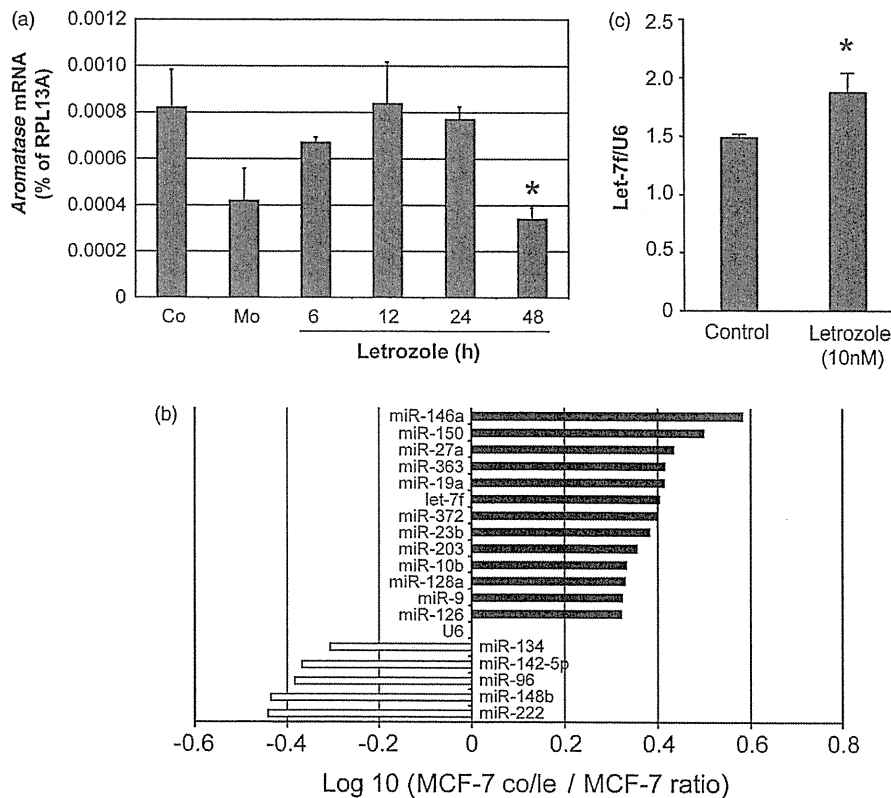 (a)
0.0012
0.0010
0.0008
0.0006
0.0004
0.0002
0
Aromatase mRNA
(% of RPL13A)
*
Co Mo 6 12 24 48
Letrozole (h)
(c)
2.5
2.0
1.5
1.0
0.5
0
Let-7f/U6
*
Control Letrozole
(10nM)
(b)
miR-146a
miR-150
miR-27a
miR-363
miR-19a
let-7f
miR-372
miR-23b
miR-203
miR-10b
miR-128a
miR-9
miR-126
U6
miR-134
miR-142-5p
miR-96
miR-148b
miR-222
-0.6 -0.4 -0.2 0 0.2 0.4 0.6 0.8
Log 10 (MCF-7 co/le / MCF-7 ratio)